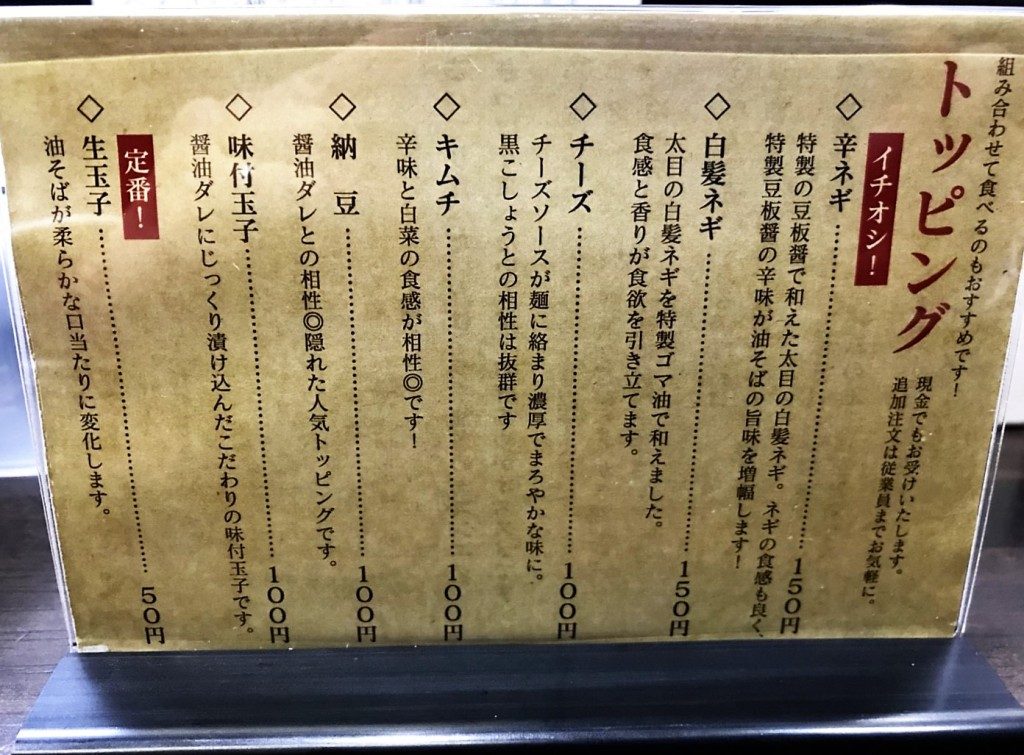 組み合わせて食べるのもおすすめです！
トッピング
現金でもお受けいたします。
追加注文は従業員までお気軽に。
イチオシ！
◇辛ネギ…150円
特製の豆板醤で和えた太目の白髪ネギ。ネギの食感も良く、
特製豆板醤の辛味が油そばの旨味を増幅します！
◇白髪ネギ…150円
太目の白髪ネギを特製ゴマ油で和えました。
食感と香りが食欲を引き立てます。
◇チーズ…100円
チーズソースが麺に絡まり濃厚でまろやかな味に。
黒こしょうとの相性は抜群です
◇キムチ…100円
辛味と白菜の食感が相性◎です！
◇納豆…100円
醤油ダレとの相性◎隠れた人気トッピングです。
◇味付玉子…100円
醤油ダレにじっくり漬け込んだこだわりの味付玉子です。
定番！
◇生玉子…50円
油そばが柔らかな口当たりに変化します。